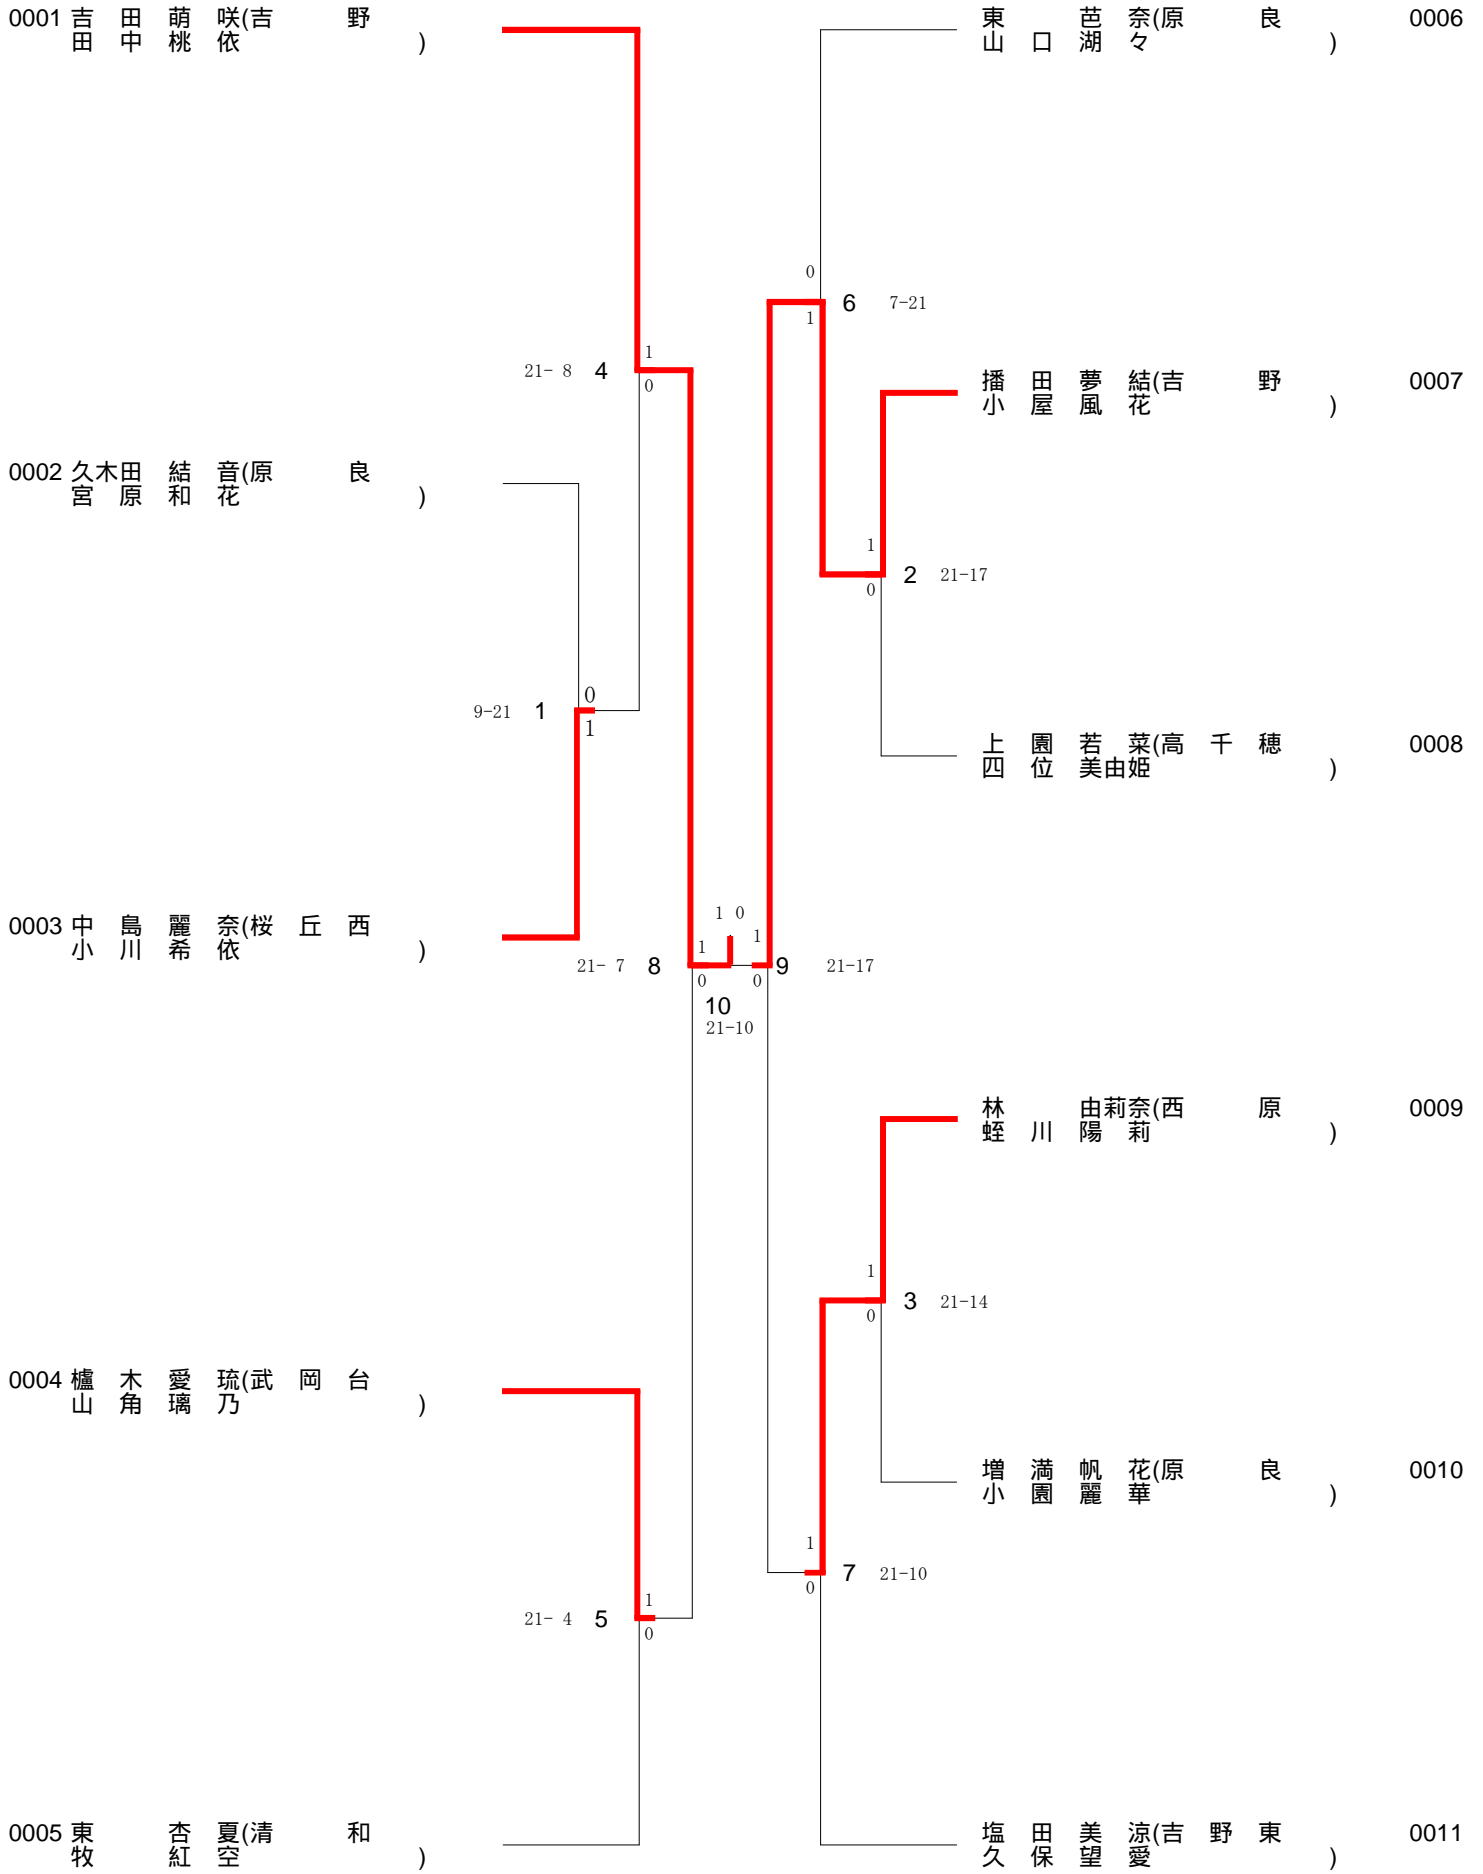 0001 吉 田 萌 咲(吉 野
田 中 桃 依 )
0002 久木田 結 音(原 良
宮 原 和 花 )
0003 中 島 麗 奈(桜 丘 西
小 川 希 依 )
0004 櫨 木 愛 琉(武 岡 台
山 角 璃 乃 )
0005 東 杏 夏(清 和
牧 紅 空 )
東 芭 奈(原 良 0006
山 口 湖 々 )
播 田 夢 結(吉 野 0007
小 屋 風 花 )
上 園 若 菜(高 千 穂 0008
四 位 美由姫 )
林 由莉奈(西 原 0009
蛭 川 陽 莉 )
増 満 帆 花(原 良 0010
小 園 麗 華 )
塩 田 美 涼(吉 野 東 0011
久 保 望 愛 )
21- 8 4
1
0
9-21 1
0
1
21- 7 8
1
0
21- 4 5
1
0
1 0
10
21-10
0
6 7-21
1
1
2 21-17
0
1
9 21-17
0
1
3 21-14
0
1
7 21-10
0